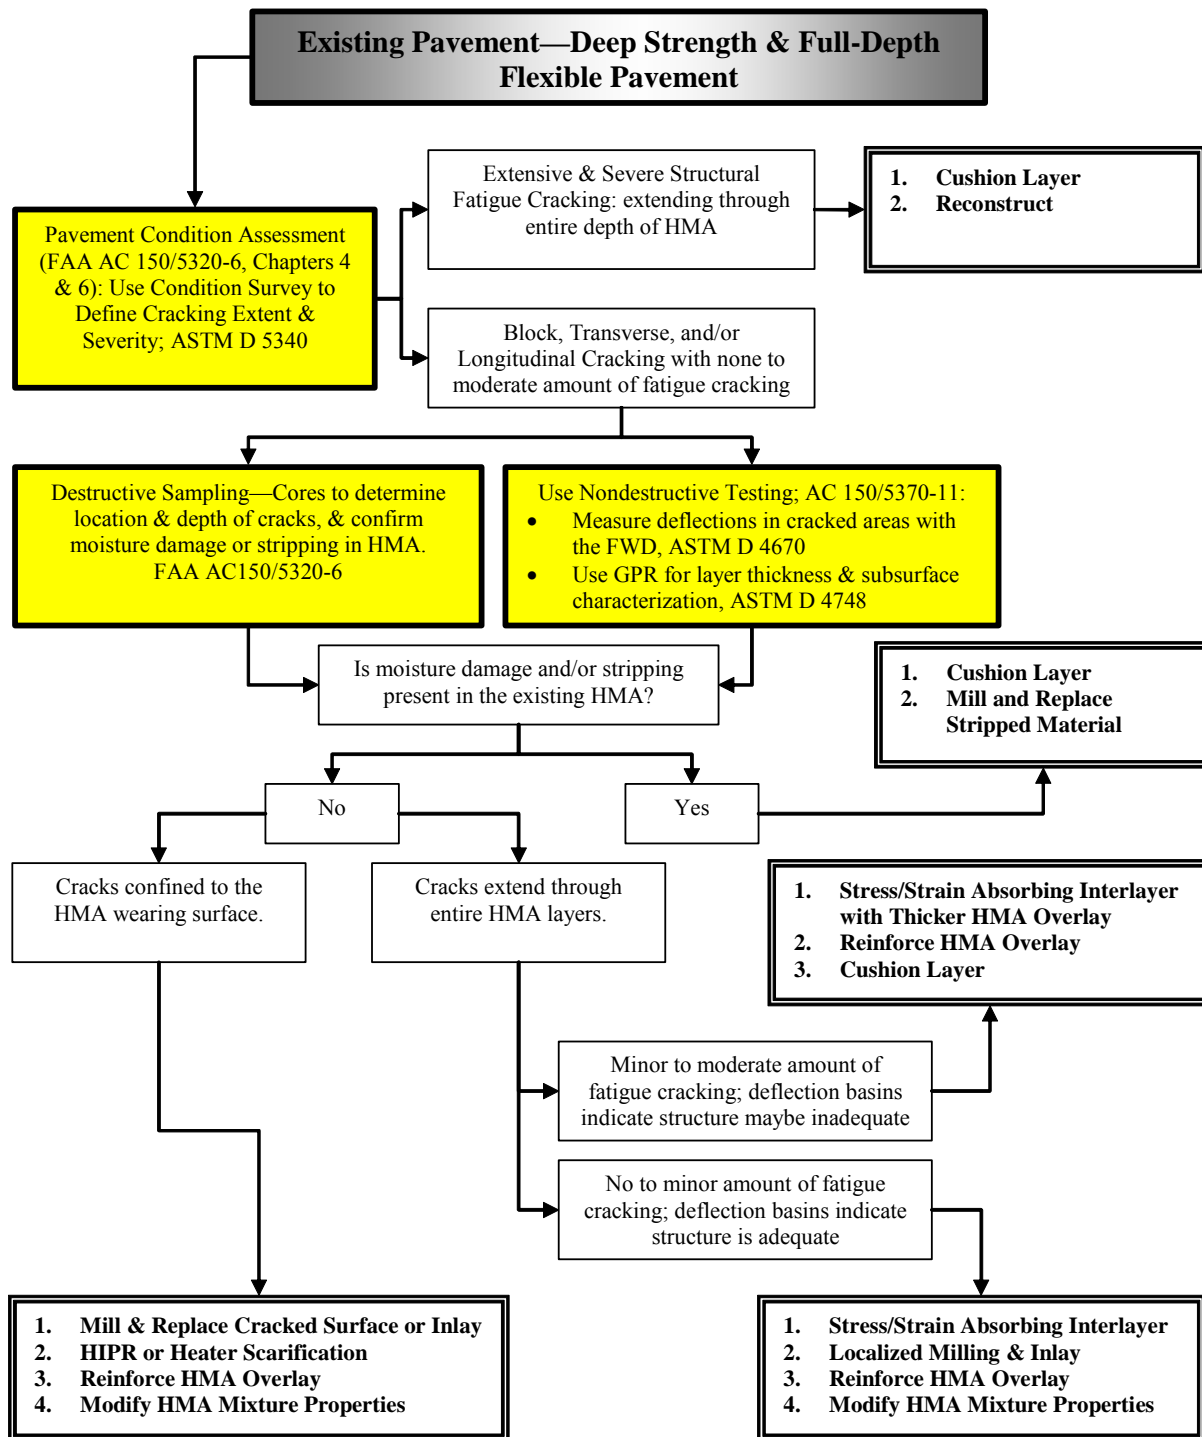 Existing Pavement—Deep Strength & Full-Depth
Flexible Pavement
Extensive & Severe Structural
Fatigue Cracking: extending through
entire depth of HMA
1. Cushion Layer
2. Reconstruct
Pavement Condition Assessment
(FAA AC 150/5320-6, Chapters 4
& 6): Use Condition Survey to
Define Cracking Extent &
Severity; ASTM D 5340
Block, Transverse, and/or
Longitudinal Cracking with none to
moderate amount of fatigue cracking
Destructive Sampling—Cores to determine
location & depth of cracks, & confirm
moisture damage or stripping in HMA.
FAA AC150/5320-6
Use Nondestructive Testing; AC 150/5370-11:
• Measure deflections in cracked areas with
the FWD, ASTM D 4670
• Use GPR for layer thickness & subsurface
characterization, ASTM D 4748
Is moisture damage and/or stripping
present in the existing HMA?
1. Cushion Layer
2. Mill and Replace
Stripped Material
No
Yes
Cracks confined to the
HMA wearing surface.
Cracks extend through
entire HMA layers.
1. Stress/Strain Absorbing Interlayer
with Thicker HMA Overlay
2. Reinforce HMA Overlay
3. Cushion Layer
Minor to moderate amount of
fatigue cracking; deflection basins
indicate structure maybe inadequate
No to minor amount of fatigue
cracking; deflection basins indicate
structure is adequate
1. Mill & Replace Cracked Surface or Inlay
2. HIPR or Heater Scarification
3. Reinforce HMA Overlay
4. Modify HMA Mixture Properties
1. Stress/Strain Absorbing Interlayer
2. Localized Milling & Inlay
3. Reinforce HMA Overlay
4. Modify HMA Mixture Properties